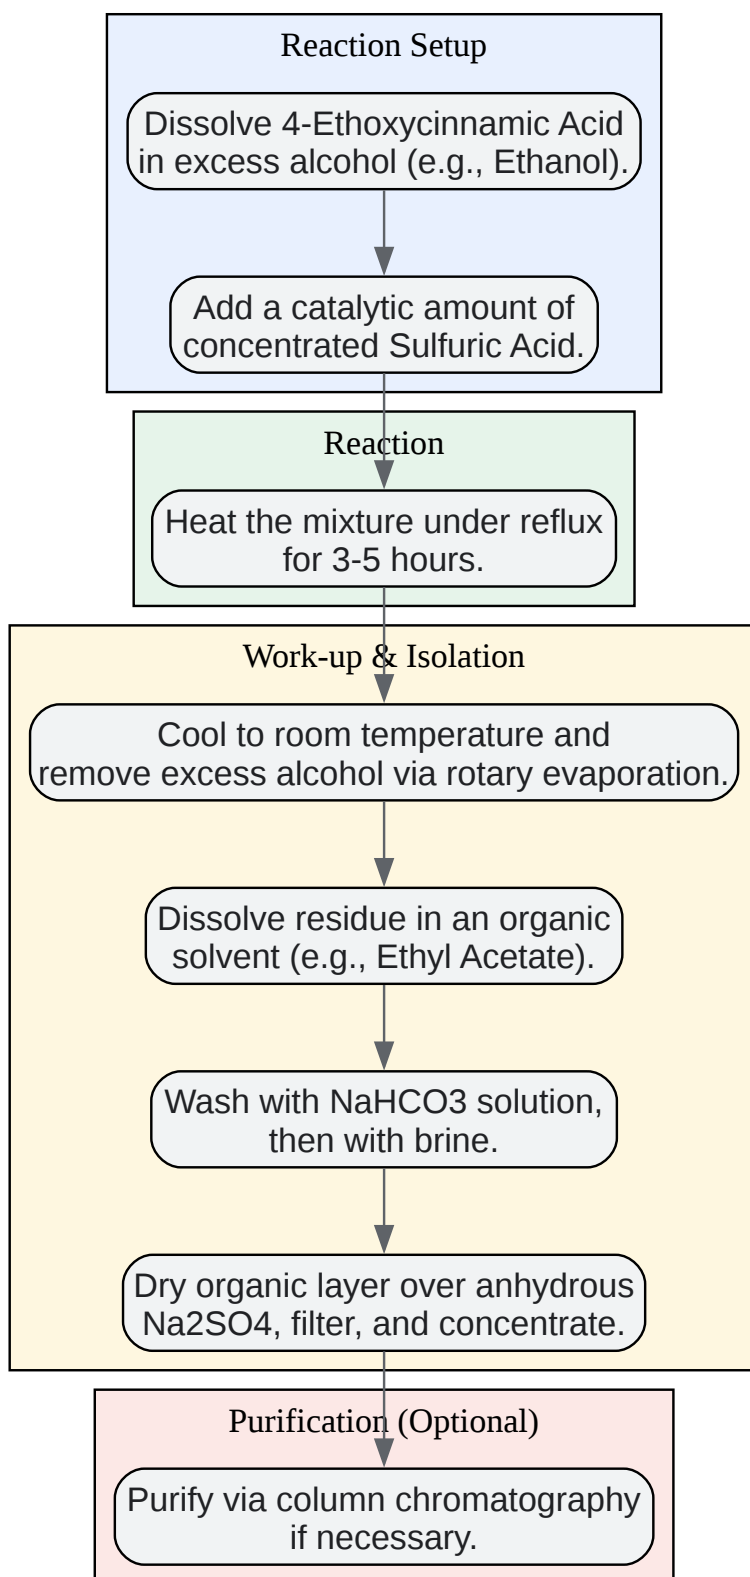 Reaction Setup
Dissolve 4-Ethoxycinnamic Acid
in excess alcohol (e.g., Ethanol).
Add a catalytic amount of
concentrated Sulfuric Acid.
Reaction
Heat the mixture under reflux
for 3-5 hours.
Work-up & Isolation
Cool to room temperature and
remove excess alcohol via rotary evaporation.
Dissolve residue in an organic
solvent (e.g., Ethyl Acetate).
Wash with NaHCO3 solution,
then with brine.
Dry organic layer over anhydrous
Na2SO4, filter, and concentrate.
Purification (Optional)
Purify via column chromatography
if necessary.